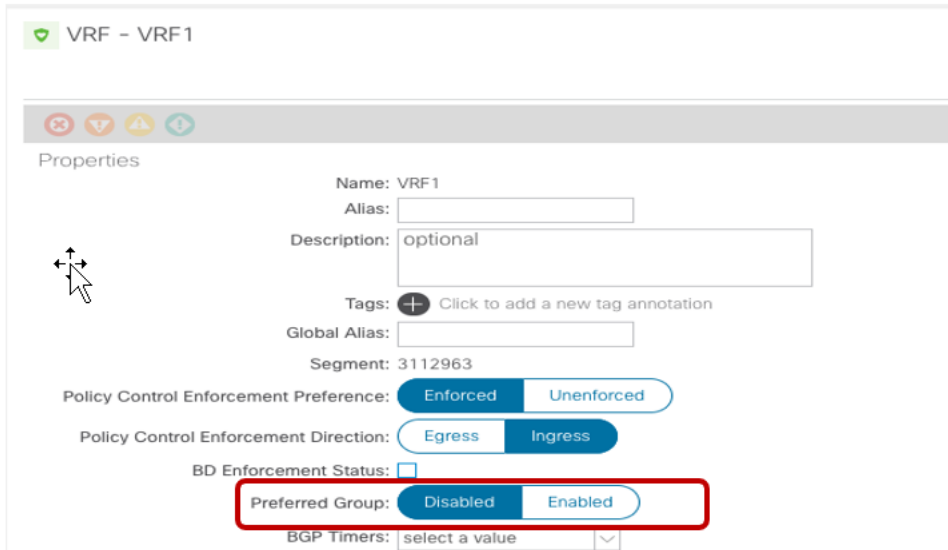 VRF - VRF1
Properties
Name: VRF1
Alias:
Description: optional
Tags: Click to add a new tag annotation
Global Alias:
Segment: 3112963
Policy Control Enforcement Preference: Enforced Unenforced
Policy Control Enforcement Direction: Egress Ingress
BD Enforcement Status:
Preferred Group: Disabled Enabled
BGP Timers: select a value